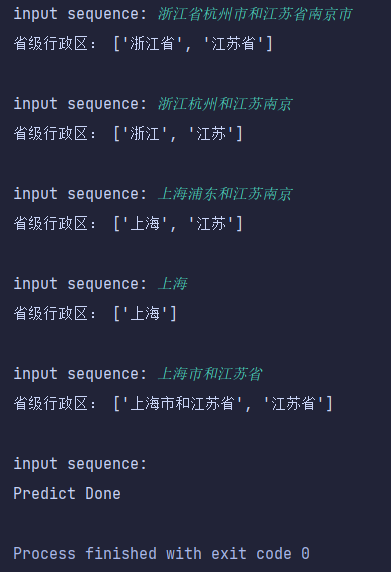 input sequence: 浙江省杭州市和江苏省南京市
省级行政区： ['浙江省', '江苏省']
input sequence: 浙江杭州和江苏南京
省级行政区： ['浙江', '江苏']
input sequence: 上海浦东和江苏南京
省级行政区： ['上海', '江苏']
input sequence: 上海
省级行政区： ['上海']
input sequence: 上海市和江苏省
省级行政区： ['上海市和江苏省', '江苏省']
input sequence:
Predict Done
Process finished with exit code 0